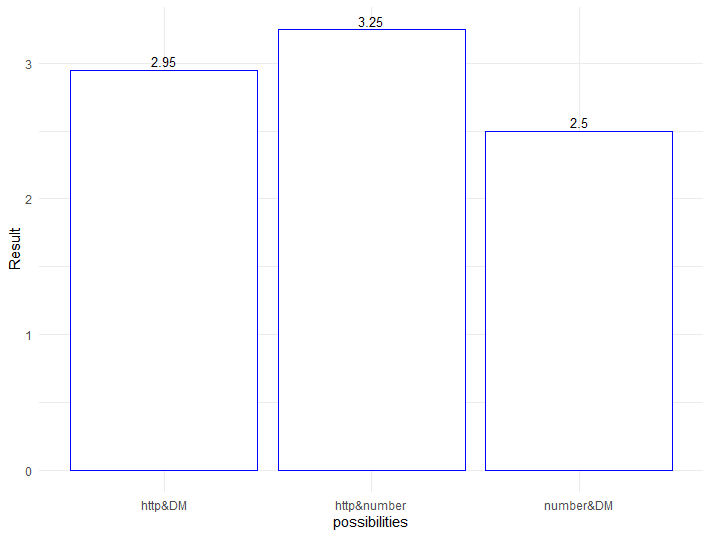 3.25
2.95
2.5
3
2
1
0
Result
http&DM
http&number
number&DM
possibilities